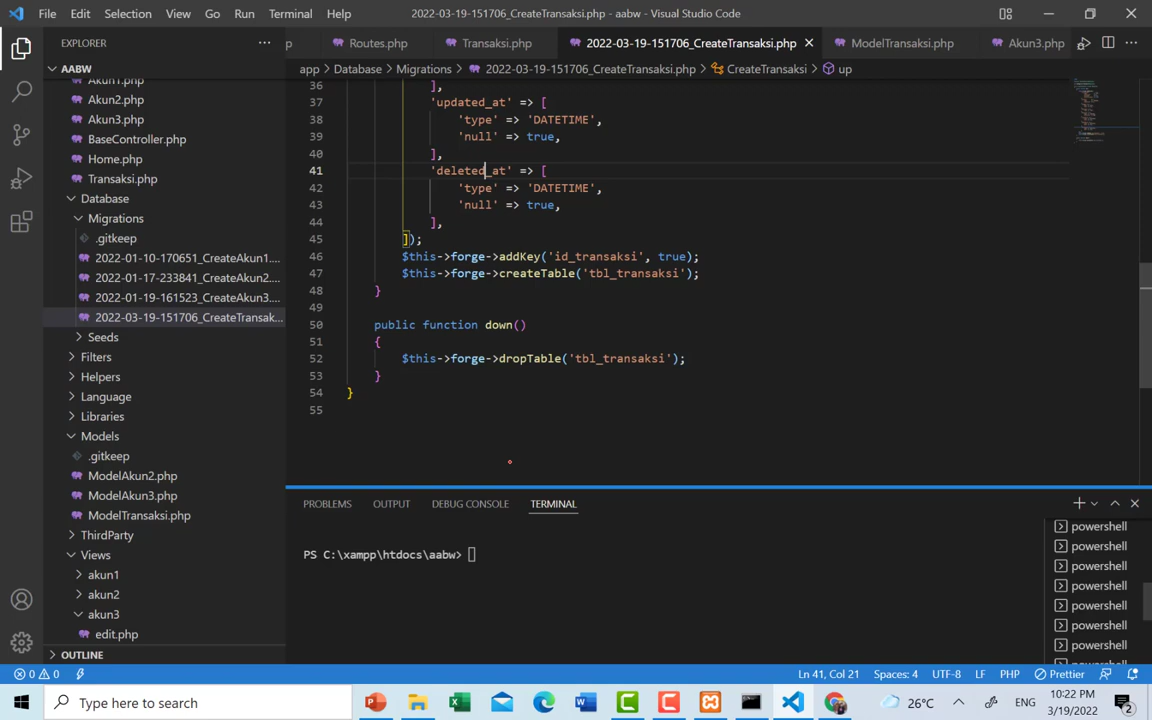 File Edit Selection View Go Run Terminal Help 2022-03-19-151706_CreateTransaksi.php - aabw - Visual Studio Code
EXPLORER
p Routes.php Transaksi.php 2022-03-19-151706_CreateTransaksi.php ModelTransaksi.php Akun3.php
AABW
app > Database > Migrations > 2022-03-19-151706_CreateTransaksi.php > CreateTransaksi > up
Akun1.php
Akun2.php
Akun3.php
BaseController.php
Home.php
Transaksi.php
Database
Migrations
.gitkeep
2022-01-10-170651_CreateAkun1....
2022-01-17-233841_CreateAkun2....
2022-01-19-161523_CreateAkun3....
2022-03-19-151706_CreateTransak...
Seeds
Filters
Helpers
Language
Libraries
Models
.gitkeep
ModelAkun2.php
ModelAkun3.php
ModelTransaksi.php
ThirdParty
Views
akun1
akun2
akun3
edit.php
OUTLINE
36 ],
37 'updated_at' => [
38 'type' => 'DATETIME',
39 'null' => true,
40 ],
41 'deleted_at' => [
42 'type' => 'DATETIME',
43 'null' => true,
44 ],
45 ]);
46 $this->forge->addKey('id_transaksi', true);
47 $this->forge->createTable('tbl_transaksi');
48 }
49
50 public function down()
51 {
52 $this->forge->dropTable('tbl_transaksi');
53 }
54 }
55
PROBLEMS OUTPUT DEBUG CONSOLE TERMINAL
PS C:\xampp\htdocs\aabw>
powershell
powershell
powershell
powershell
powershell
powershell
powershell
0 0 Ln 41, Col 21 Spaces: 4 UTF-8 LF PHP Prettier
Type here to search 26°C ENG 10:22 PM 3/19/2022 2